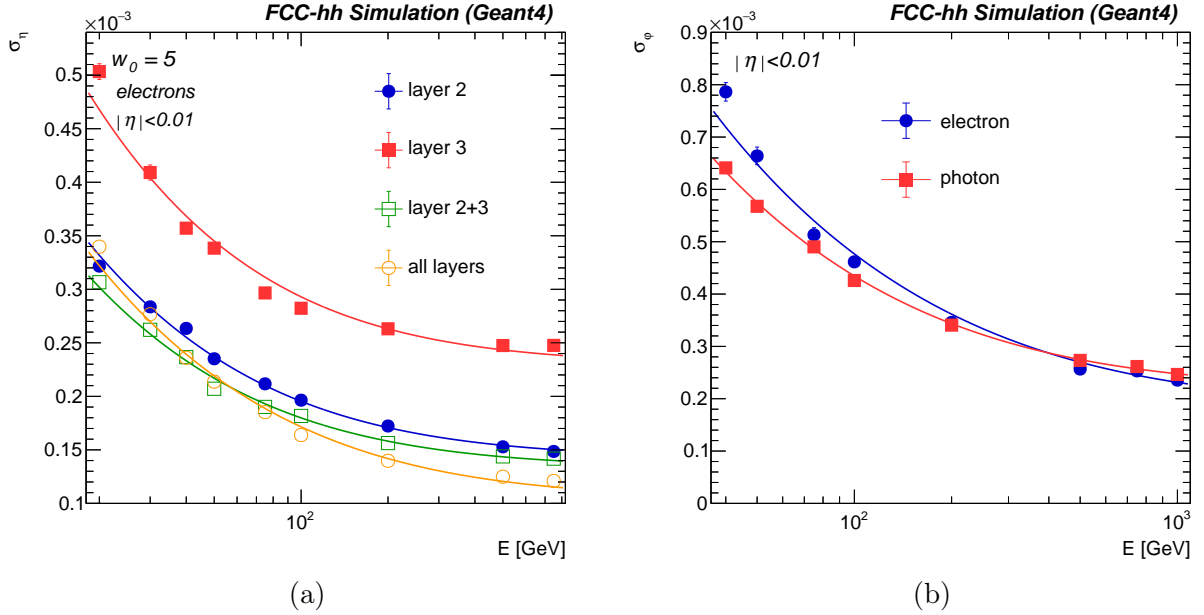 FCC-hh Simulation (Geant4)
×10⁻³
σ_η
w₀ = 5
electrons
|η|<0.01
layer 2
layer 3
layer 2+3
all layers
0.5
0.45
0.4
0.35
0.3
0.25
0.2
0.15
0.1
10²
E [GeV]
(a)
FCC-hh Simulation (Geant4)
×10⁻³
σ_φ
|η|<0.01
electron
photon
0.9
0.8
0.7
0.6
0.5
0.4
0.3
0.2
0.1
0
10²
10³
E [GeV]
(b)